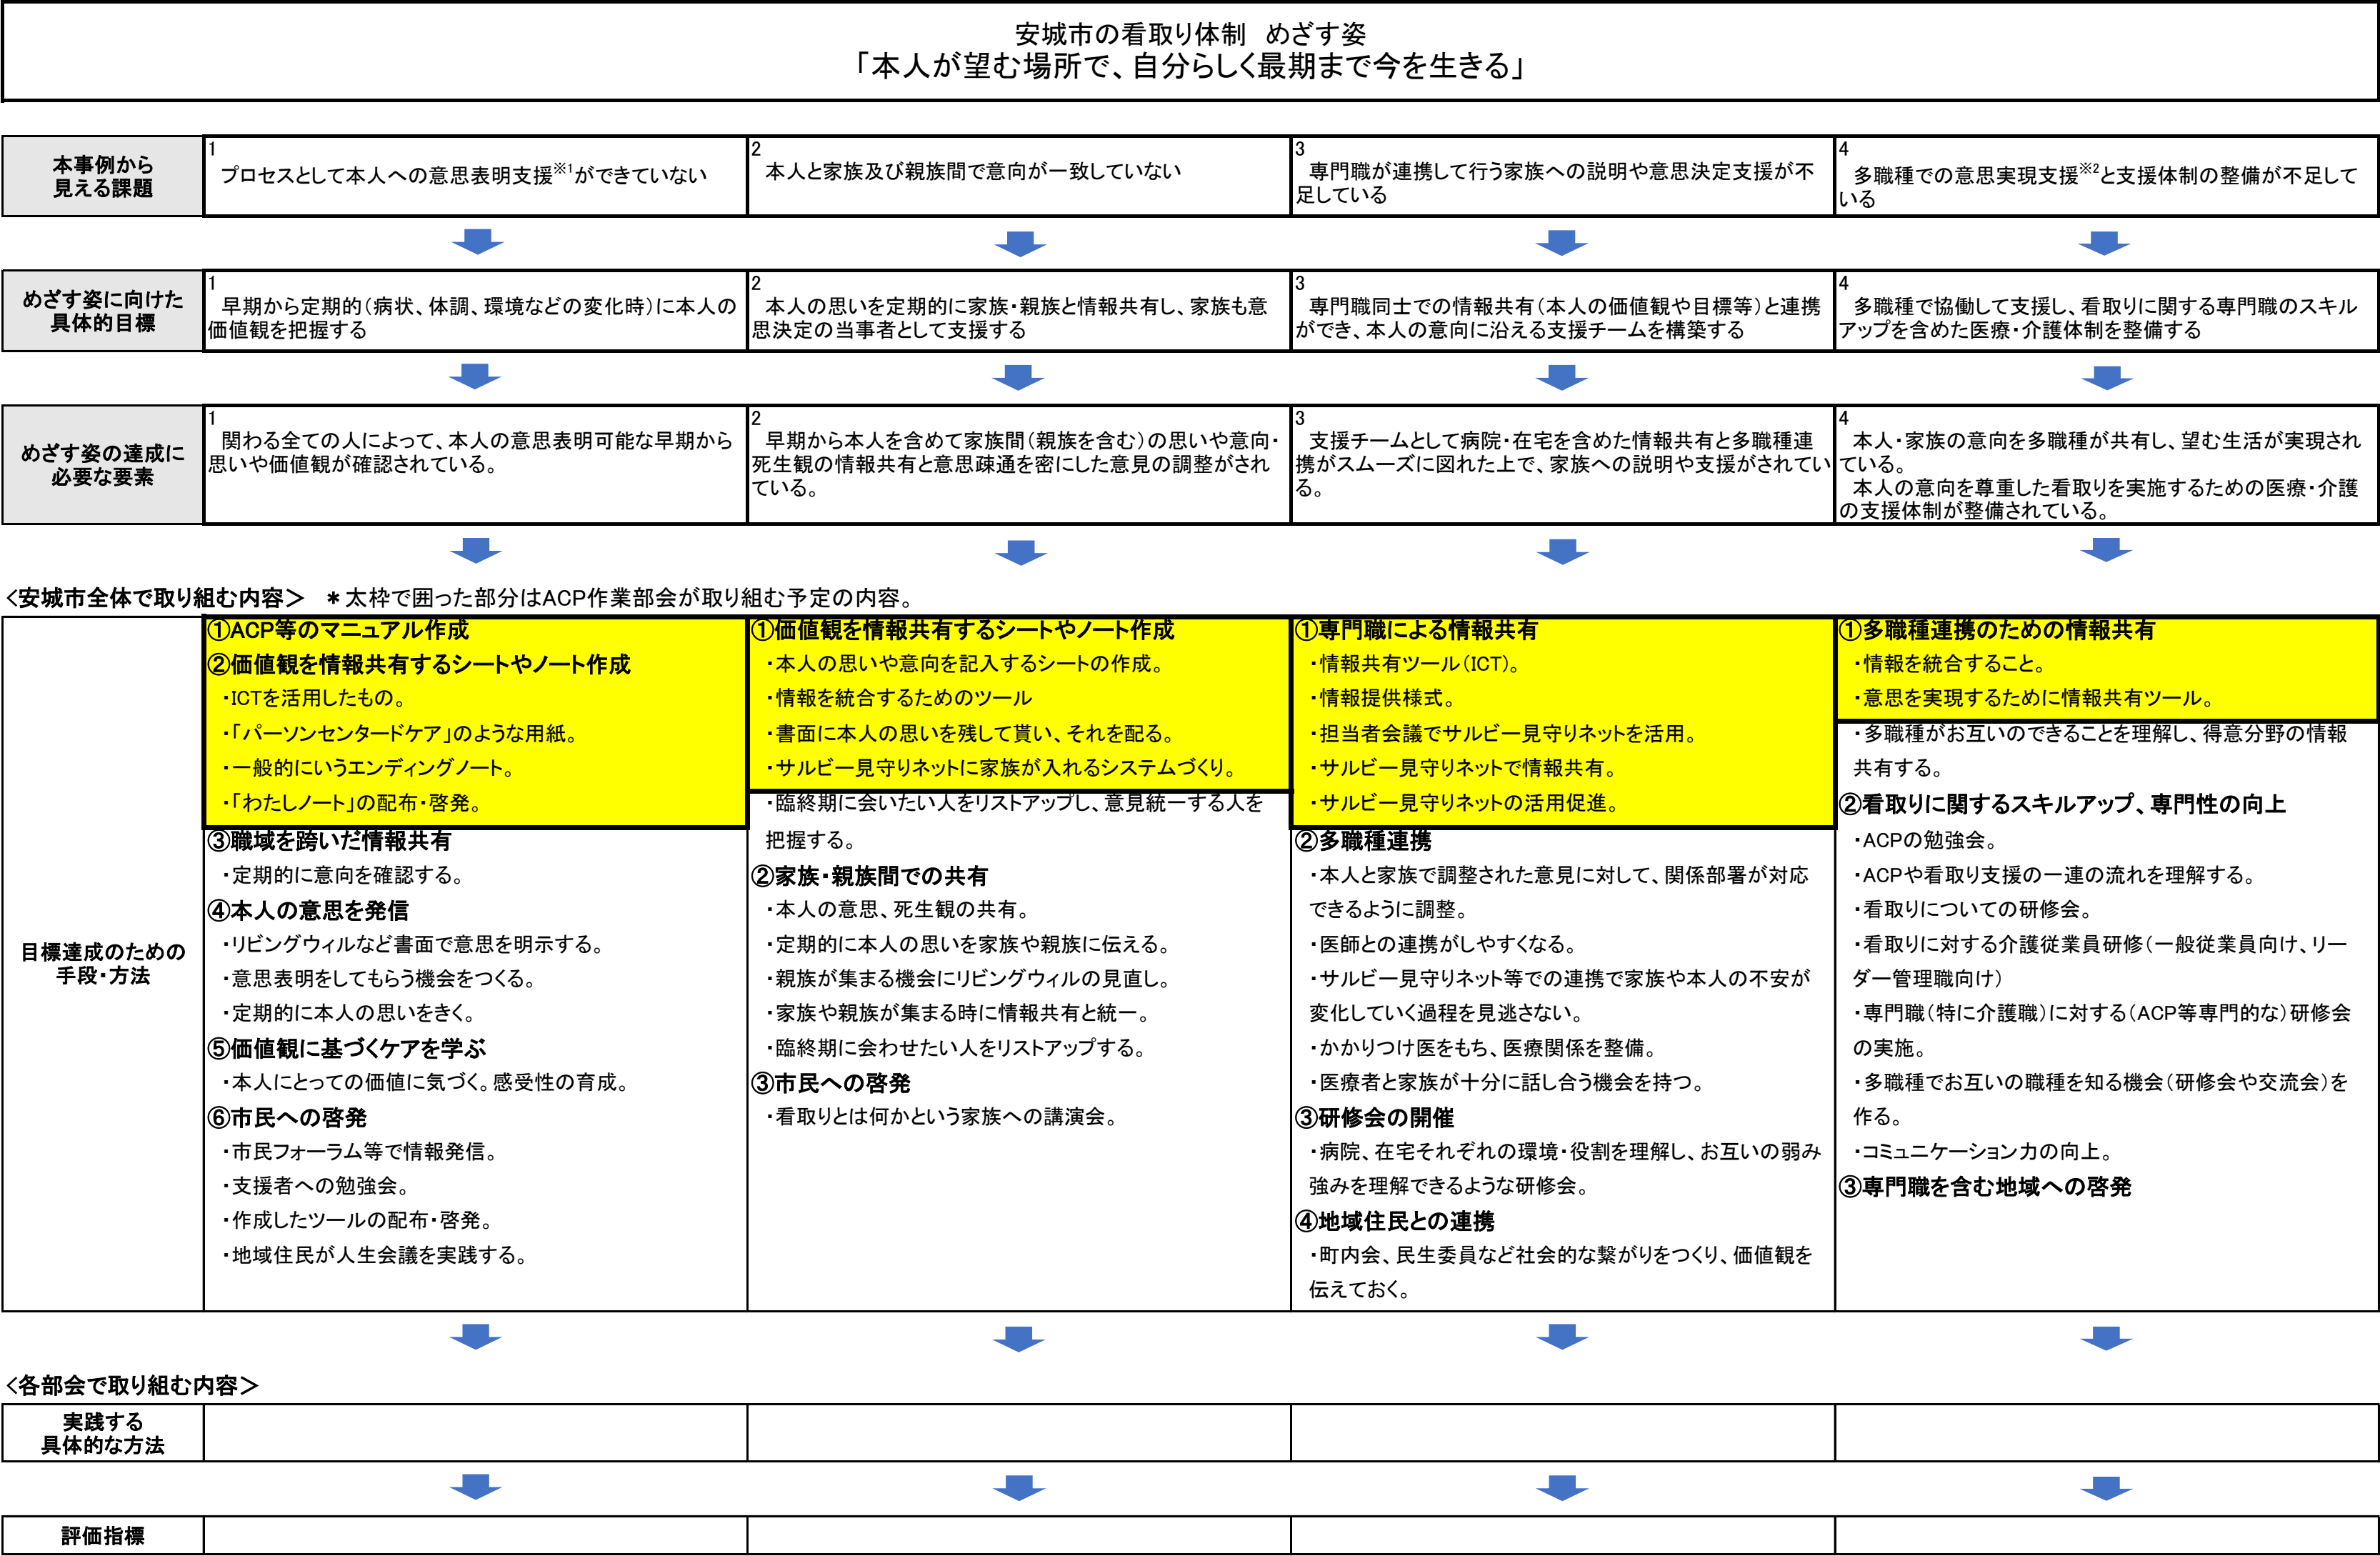 安城市の看取り体制　めざす姿
「本人が望む場所で、自分らしく最期まで今を生きる」
本事例から
見える課題
1
プロセスとして本人への意思表明支援※1ができていない
2
本人と家族及び親族間で意向が一致していない
3
専門職が連携して行う家族への説明や意思決定支援が不
足している
4
多職種での意思実現支援※2と支援体制の整備が不足して
いる
めざす姿に向けた
具体的目標
1
早期から定期的（病状、体調、環境などの変化時）に本人の
価値観を把握する
2
本人の思いを定期的に家族・親族と情報共有し、家族も意
思決定の当事者として支援する
3
専門職同士での情報共有（本人の価値観や目標等）と連携
ができ、本人の意向に沿える支援チームを構築する
4
多職種で協働して支援し、看取りに関する専門職のスキル
アップを含めた医療・介護体制を整備する
めざす姿の達成に
必要な要素
1
関わる全ての人によって、本人の意思表明可能な早期から
思いや価値観が確認されている。
2
早期から本人を含めて家族間（親族を含む）の思いや意向・
死生観の情報共有と意思疎通を密にした意見の調整がされ
ている。
3
支援チームとして病院・在宅を含めた情報共有と多職種連
携がスムーズに図れた上で、家族への説明や支援がされてい
る。
4
本人・家族の意向を多職種が共有し、望む生活が実現され
ている。
本人の意向を尊重した看取りを実施するための医療・介護
の支援体制が整備されている。
＜安城市全体で取り組む内容＞　＊太枠で囲った部分はACP作業部会が取り組む予定の内容。
目標達成のための
手段・方法
①ACP等のマニュアル作成
②価値観を情報共有するシートやノート作成
・ICTを活用したもの。
・「パーソンセンタードケア」のような用紙。
・一般的にいうエンディングノート。
・「わたしノート」の配布・啓発。
③職域を跨いだ情報共有
・定期的に意向を確認する。
④本人の意思を発信
・リビングウィルなど書面で意思を明示する。
・意思表明をしてもらう機会をつくる。
・定期的に本人の思いをきく。
⑤価値観に基づくケアを学ぶ
・本人にとっての価値に気づく。感受性の育成。
⑥市民への啓発
・市民フォーラム等で情報発信。
・支援者への勉強会。
・作成したツールの配布・啓発。
・地域住民が人生会議を実践する。
①価値観を情報共有するシートやノート作成
・本人の思いや意向を記入するシートの作成。
・情報を統合するためのツール
・書面に本人の思いを残して貰い、それを配る。
・サルビー見守りネットに家族が入れるシステムづくり。
・臨終期に会いたい人をリストアップし、意見統一する人を
把握する。
②家族・親族間での共有
・本人の意思、死生観の共有。
・定期的に本人の思いを家族や親族に伝える。
・親族が集まる機会にリビングウィルの見直し。
・家族や親族が集まる時に情報共有と統一。
・臨終期に会わせたい人をリストアップする。
③市民への啓発
・看取りとは何かという家族への講演会。
①専門職による情報共有
・情報共有ツール（ICT）。
・情報提供様式。
・担当者会議でサルビー見守りネットを活用。
・サルビー見守りネットで情報共有。
・サルビー見守りネットの活用促進。
②多職種連携
・本人と家族で調整された意見に対して、関係部署が対応
できるように調整。
・医師との連携がしやすくなる。
・サルビー見守りネット等での連携で家族や本人の不安が
変化していく過程を見逃さない。
・かかりつけ医をもち、医療関係を整備。
・医療者と家族が十分に話し合う機会を持つ。
③研修会の開催
・病院、在宅それぞれの環境・役割を理解し、お互いの弱み
強みを理解できるような研修会。
④地域住民との連携
・町内会、民生委員など社会的な繋がりをつくり、価値観を
伝えておく。
①多職種連携のための情報共有
・情報を統合すること。
・意思を実現するために情報共有ツール。
・多職種がお互いのできることを理解し、得意分野の情報
共有する。
②看取りに関するスキルアップ、専門性の向上
・ACPの勉強会。
・ACPや看取り支援の一連の流れを理解する。
・看取りについての研修会。
・看取りに対する介護従業員研修（一般従業員向け、リー
ダー管理職向け）
・専門職（特に介護職）に対する（ACP等専門的な）研修会
の実施。
・多職種でお互いの職種を知る機会（研修会や交流会）を
作る。
・コミュニケーション力の向上。
③専門職を含む地域への啓発
＜各部会で取り組む内容＞
実践する
具体的な方法
評価指標